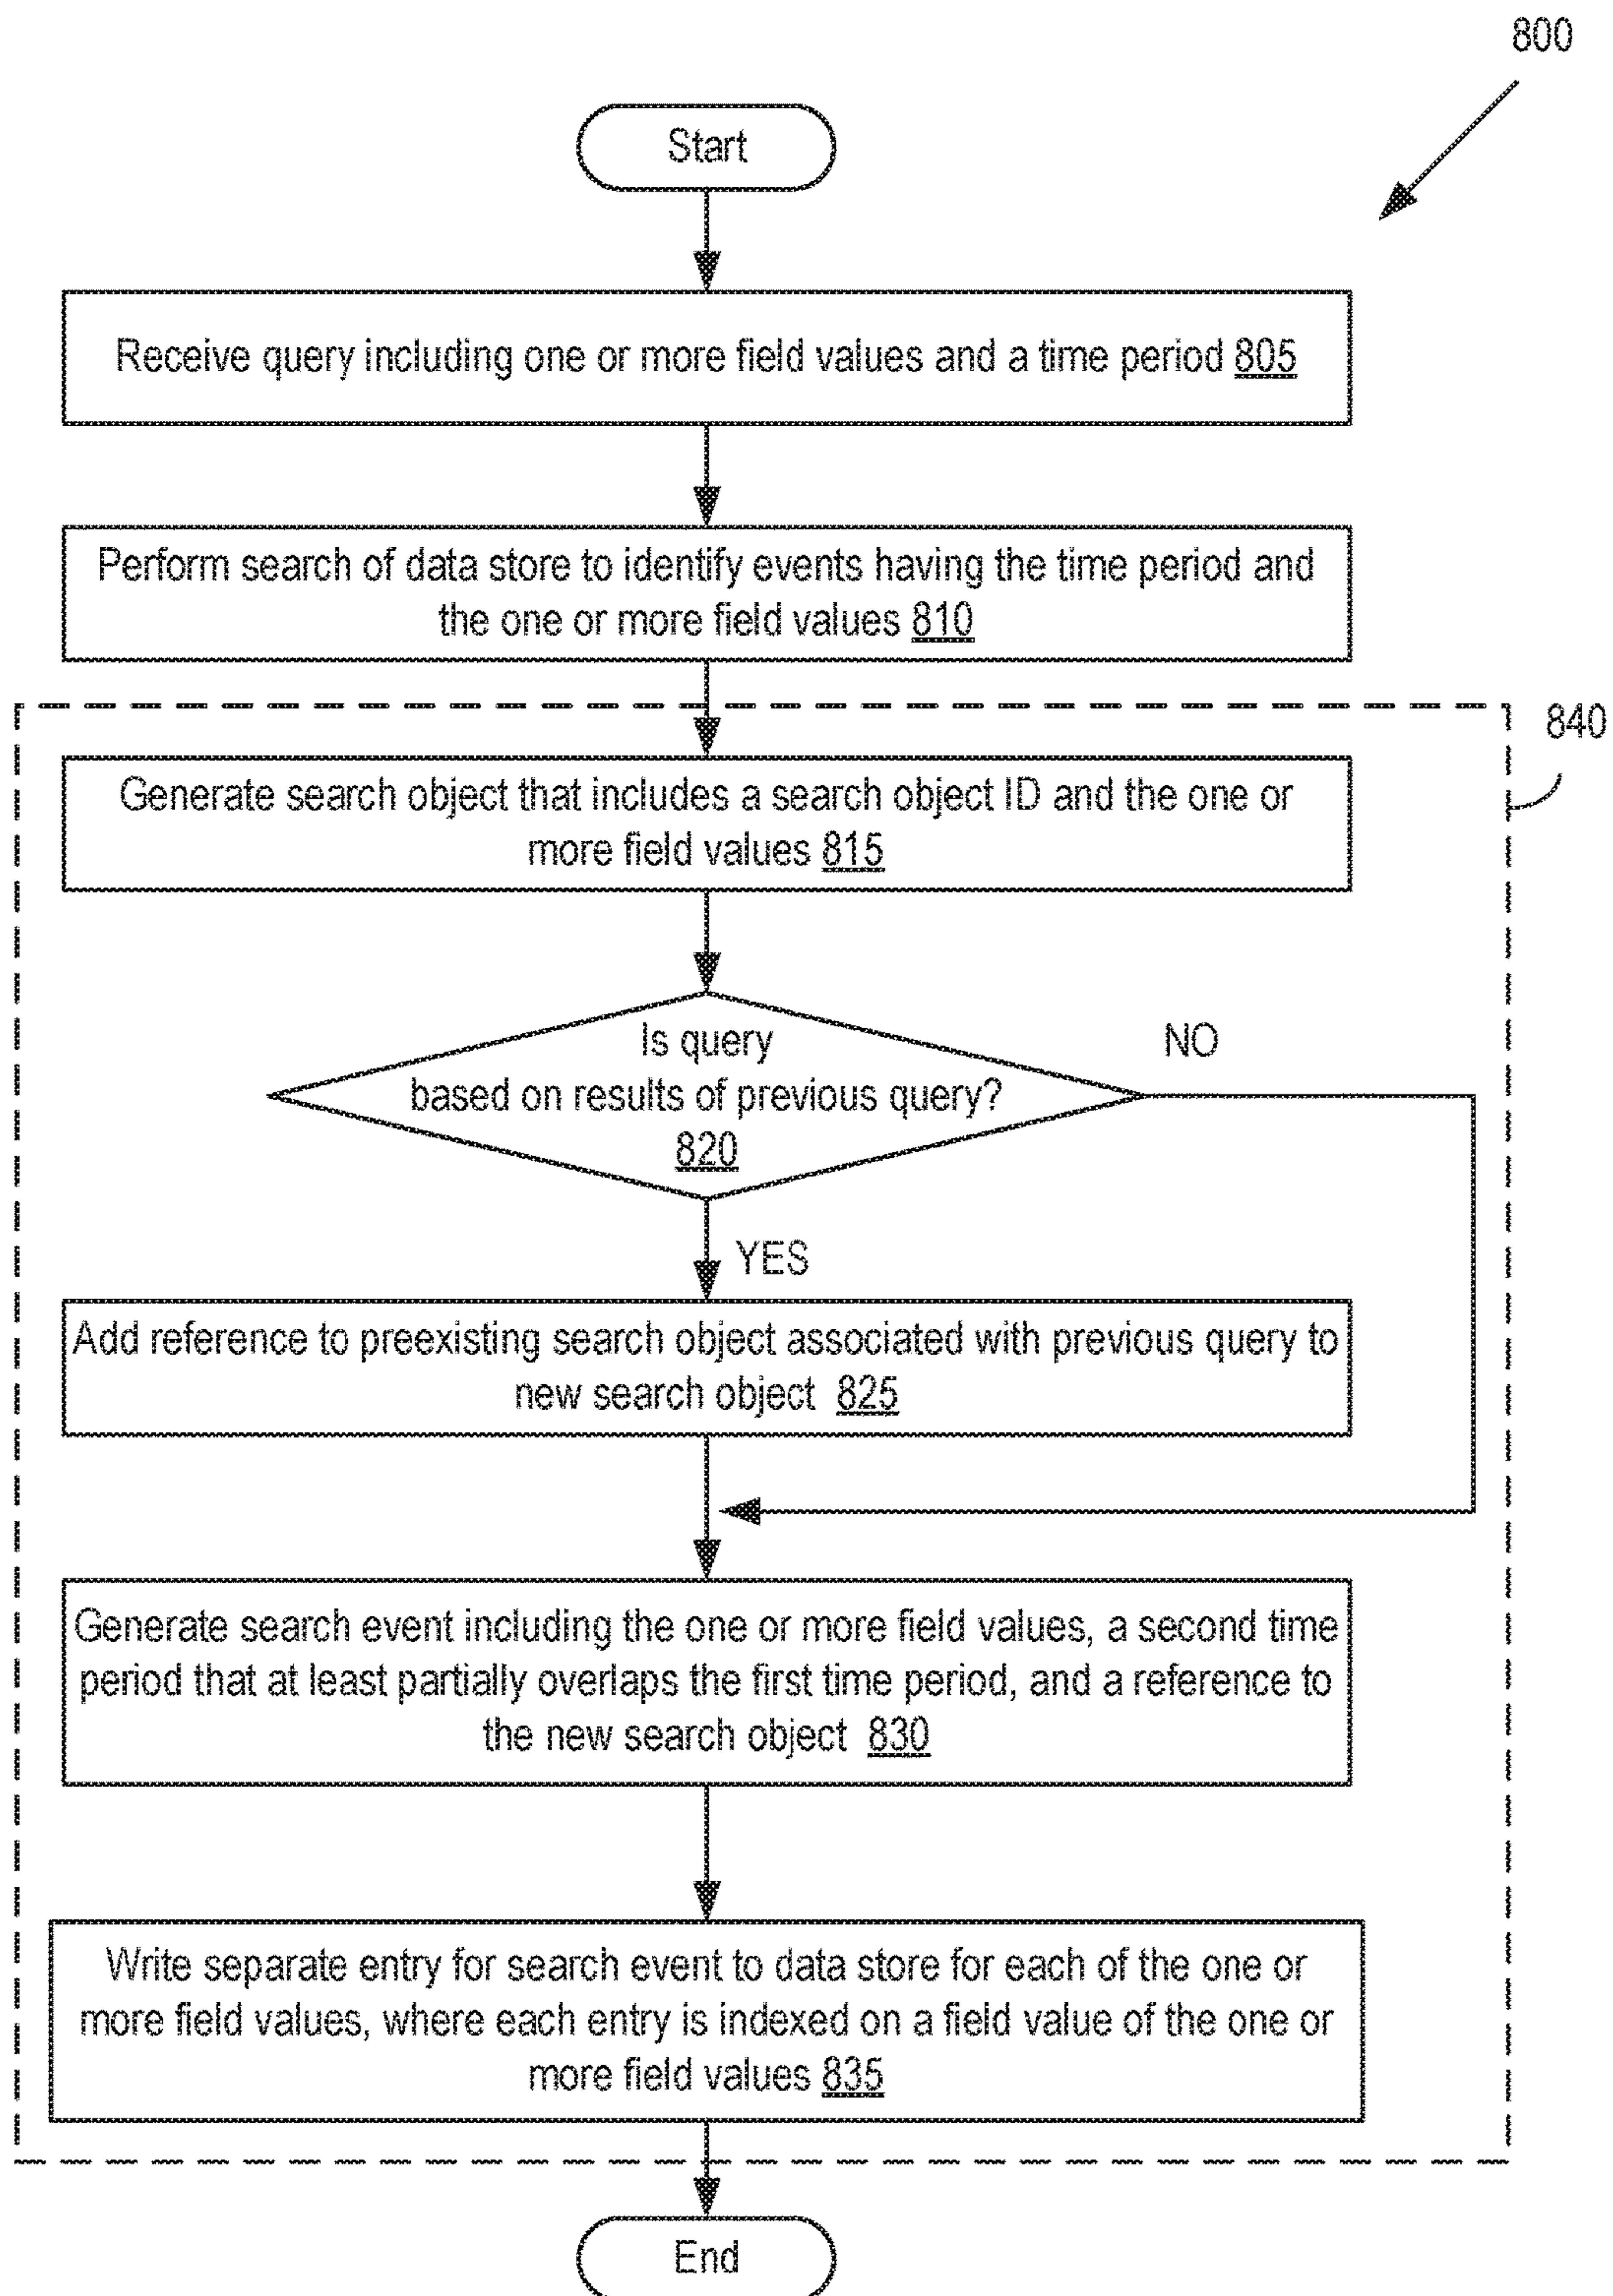 800
Start
Receive query including one or more field values and a time period 805
Perform search of data store to identify events having the time period and
the one or more field values 810
840
Generate search object that includes a search object ID and the one or
more field values 815
Is query
based on results of previous query?
820
NO
YES
Add reference to preexisting search object associated with previous query to
new search object 825
Generate search event including the one or more field values, a second time
period that at least partially overlaps the first time period, and a reference to
the new search object 830
Write separate entry for search event to data store for each of the one or
more field values, where each entry is indexed on a field value of the one or
more field values 835
End